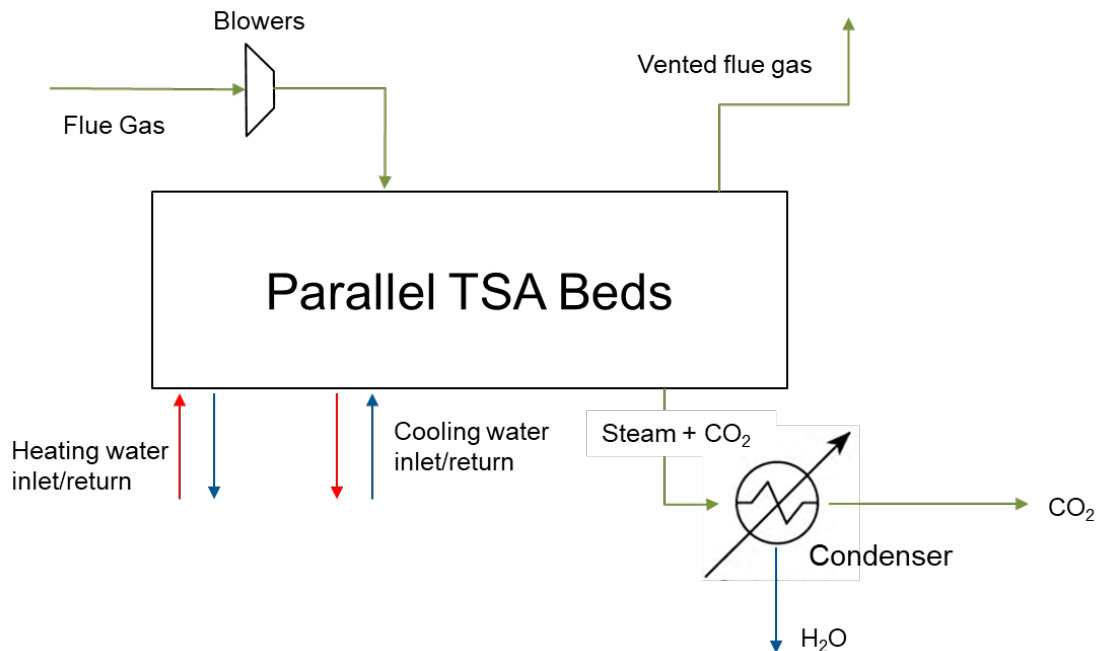 Blowers
Vented flue gas
Flue Gas
Parallel TSA Beds
Heating water
inlet/return
Cooling water
inlet/return
Steam + CO₂
CO₂
Condenser
H₂O